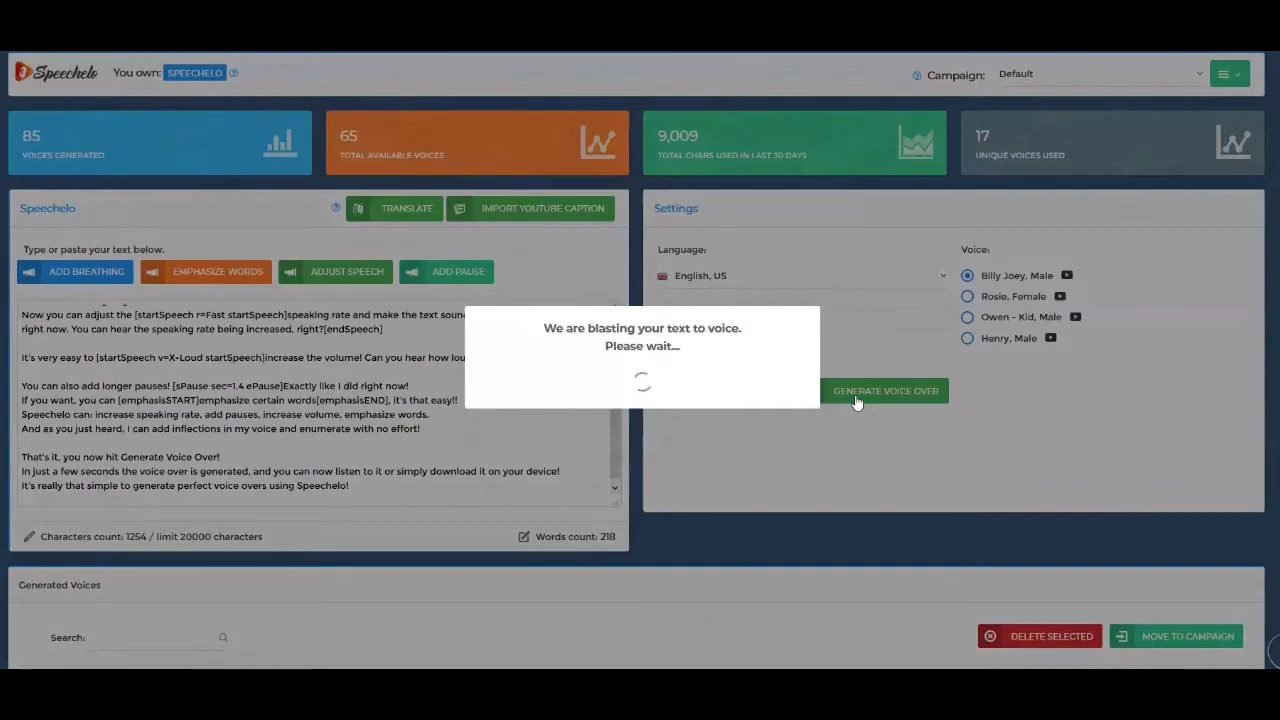 Speechelo
You own: SPEECHELO
Campaign: Default
85
VOICES GENERATED
65
TOTAL AVAILABLE VOICES
9,009
TOTAL CHARS USED IN LAST 30 DAYS
17
UNIQUE VOICES USED
Speechelo
TRANSLATE
IMPORT YOUTUBE CAPTION
Type or paste your text below.
ADD BREATHING
EMPHASIZE WORDS
ADJUST SPEECH
ADD PAUSE
Now you can adjust the [startSpeech r=Fast startSpeech]speaking rate and make the text soun
right now. You can hear the speaking rate being increased, right?[endSpeech]
It's very easy to [startSpeech v=X-Loud startSpeech]increase the volume! Can you hear how lou
You can also add longer pauses! [sPause sec=1.4 ePause]Exactly like I did right now!
If you want, you can [emphasisSTART]emphasize certain words[emphasisEND], it's that easy!!
Speechelo can: increase speaking rate, add pauses, increase volume, emphasize words.
And as you just heard, I can add inflections in my voice and enumerate with no effort!
That's it, you now hit Generate Voice Over!
In just a few seconds the voice over is generated, and you can now listen to it or simply download it on your device!
It's really that simple to generate perfect voice overs using Speechelo!
Characters count: 1254 / limit 20000 characters
Words count: 218
Settings
Language:
English, US
Voice:
Billy Joey, Male
Rosie, Female
Owen - Kid, Male
Henry, Male
GENERATE VOICE OVER
We are blasting your text to voice.
Please wait...
Generated Voices
Search:
DELETE SELECTED
MOVE TO CAMPAIGN